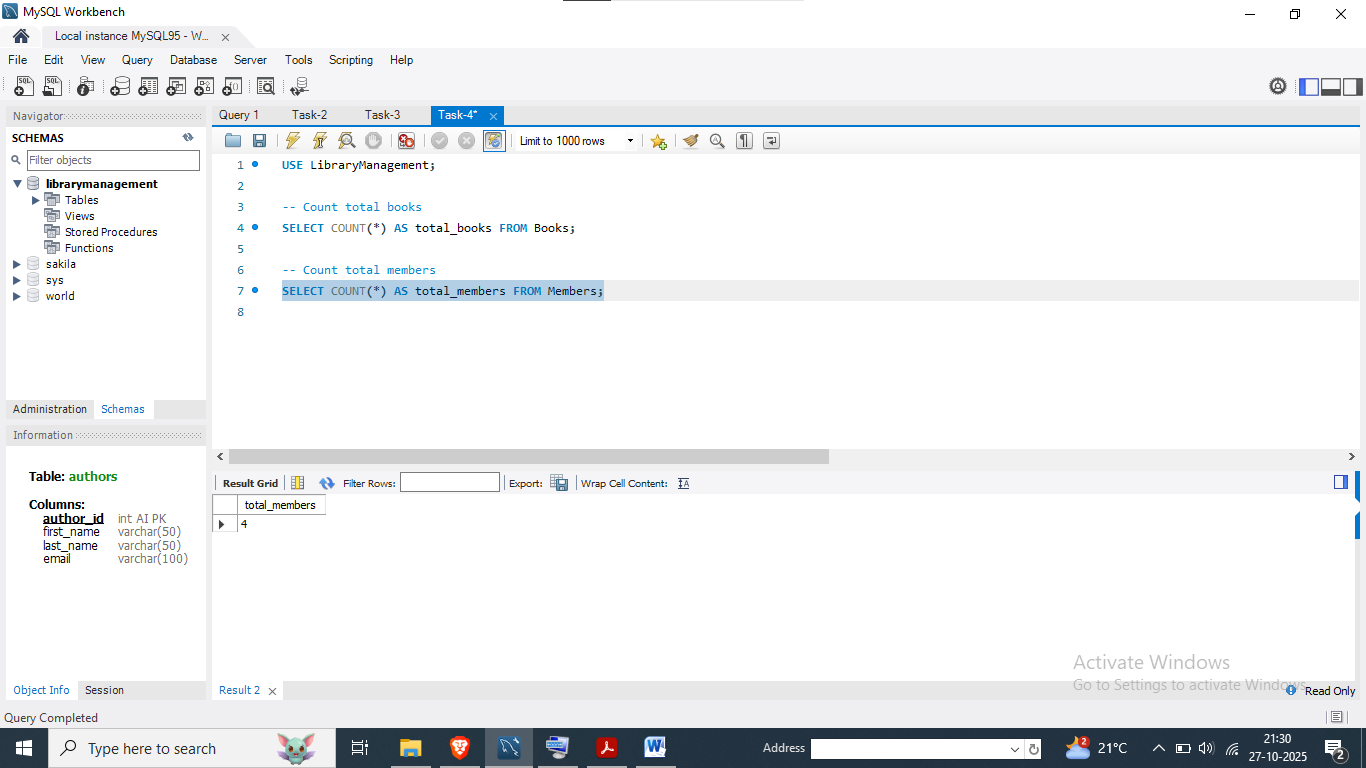 MySQL Workbench
Local instance MySQL95 - W...
File Edit View Query Database Server Tools Scripting Help
Navigator
SCHEMAS
Filter objects
librarymanagement
Tables
Views
Stored Procedures
Functions
sakila
sys
world
Administration Schemas
Information
Table: authors
Columns:
author_id int AI PK
first_name varchar(50)
last_name varchar(50)
email varchar(100)
Object Info Session
Query 1 Task-2 Task-3 Task-4*
Limit to 1000 rows
1 USE LibraryManagement;
2
3 -- Count total books
4 SELECT COUNT(*) AS total_books FROM Books;
5
6 -- Count total members
7 SELECT COUNT(*) AS total_members FROM Members;
8
Result Grid Filter Rows: Export: Wrap Cell Content:
total_members
4
Activate Windows
Go to Settings to activate Windows.
Result 2
Read Only
Query Completed
Type here to search
Address
2
21°C
21:30
27-10-2025
2